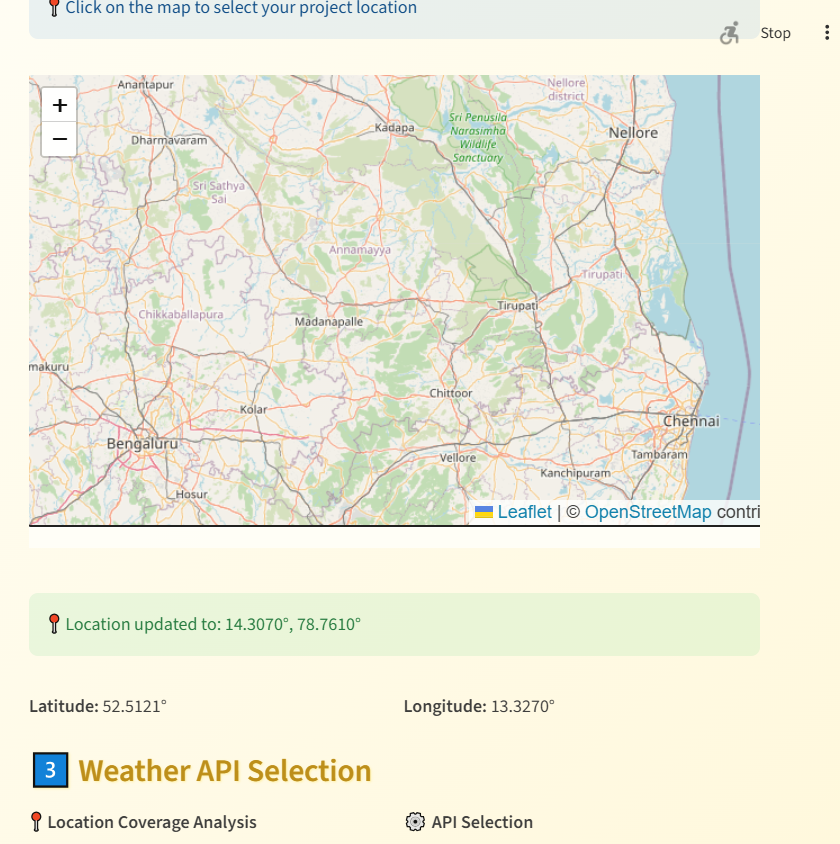 Click on the map to select your project location
Stop
+
−
Anantapur
Nellore
district
Kadapa
Sri Penusila
Narasimha
Wildlife
Sanctuary
Nellore
Dharmavaram
Sri Sathya
Sai
Annamayya
Tirupati
Chikkaballapura
Madanapalle
Tirupati
makuru
Chittoor
Kolar
Chennai
Bengaluru
Vellore
Tambaram
Kanchipuram
Hosur
Leaflet | © OpenStreetMap contri
Location updated to: 14.3070°, 78.7610°
Latitude: 52.5121°
Longitude: 13.3270°
3 Weather API Selection
Location Coverage Analysis
API Selection